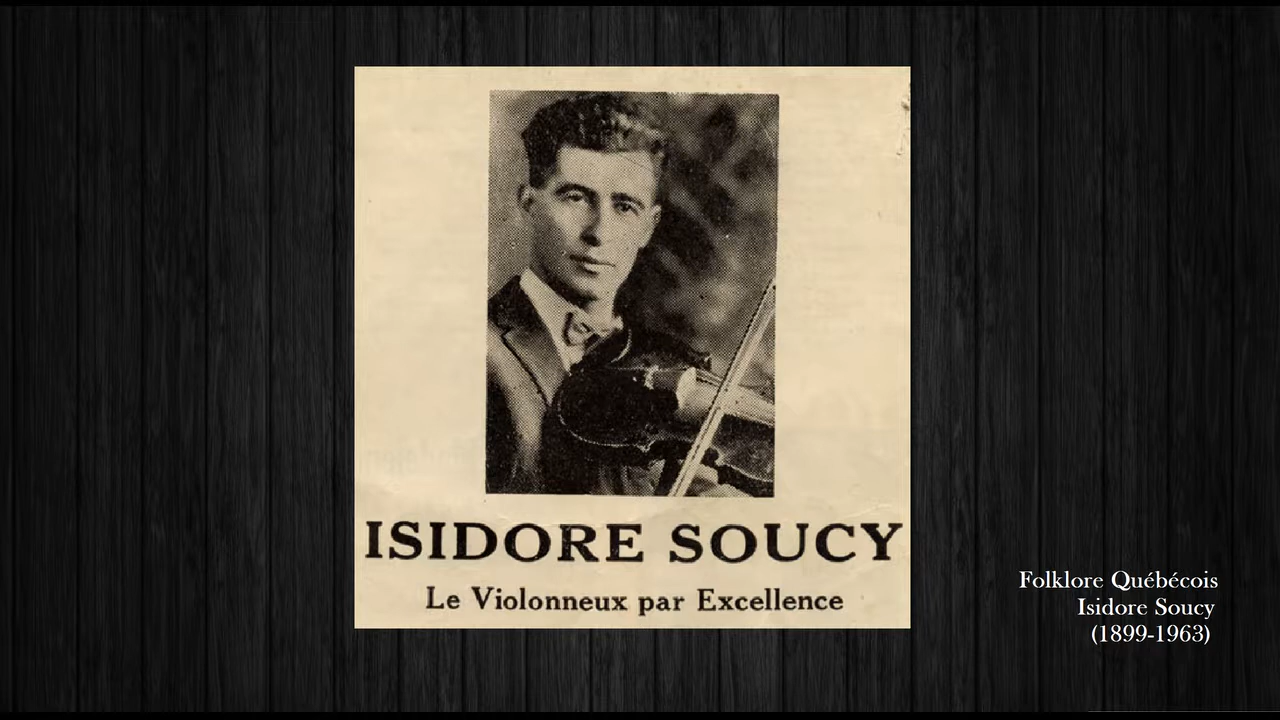 ISIDORE SOUCY
Le Violonneux par Excellence
Folklore Québécois
Isidore Soucy
(1899-1963)